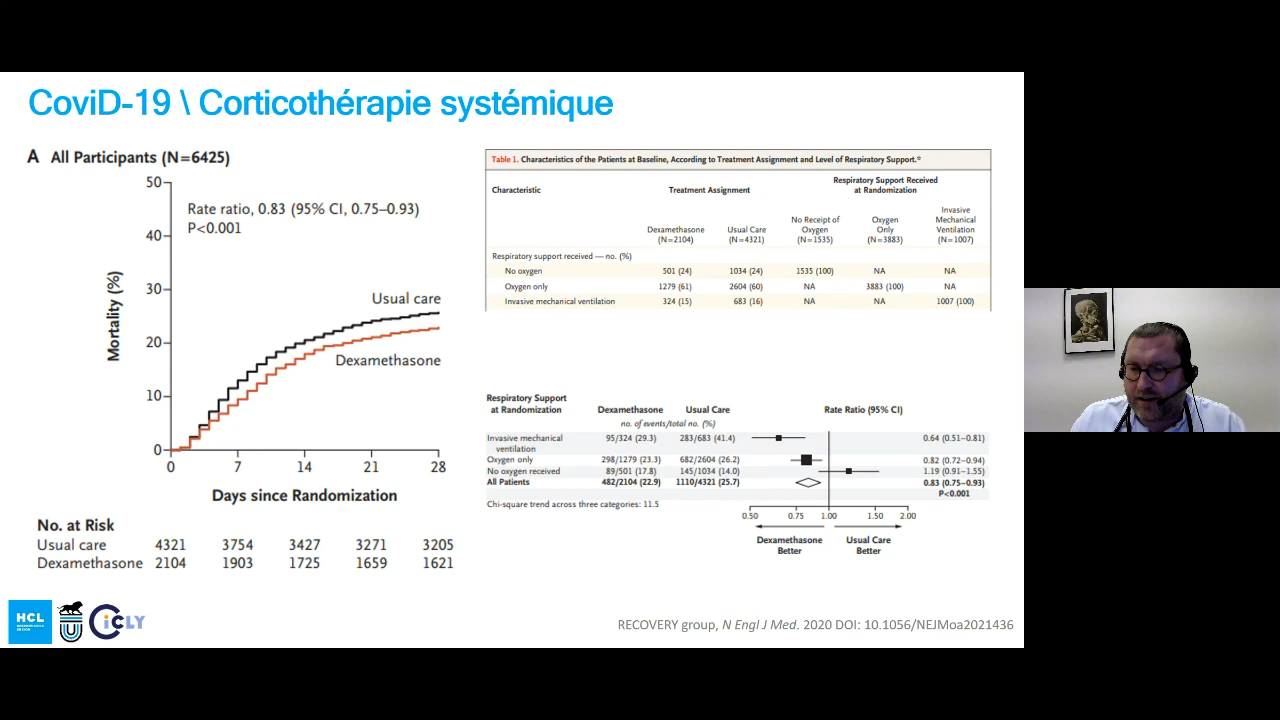 CoviD-19 \ Corticothérapie systémique
A All Participants (N=6425)
50
40
30
20
10
0
Mortality (%)
Rate ratio, 0.83 (95% CI, 0.75–0.93)
P<0.001
Usual care
Dexamethasone
0 7 14 21 28
Days since Randomization
No. at Risk
Usual care 4321 3754 3427 3271 3205
Dexamethasone 2104 1903 1725 1659 1621
Table 1. Characteristics of the Patients at Baseline, According to Treatment Assignment and Level of Respiratory Support.*
Characteristic Treatment Assignment Respiratory Support Received
at Randomization
Dexamethasone
(N=2104)
Usual Care
(N=4321)
No Receipt of
Oxygen
(N=1535)
Oxygen
Only
(N=3883)
Invasive
Mechanical
Ventilation
(N=1007)
Respiratory support received — no. (%)
No oxygen 501 (24) 1034 (24) 1535 (100) NA NA
Oxygen only 1279 (61) 2604 (60) NA 3883 (100) NA
Invasive mechanical ventilation 324 (15) 683 (16) NA NA 1007 (100)
Respiratory Support
at Randomization Dexamethasone Usual Care Rate Ratio (95% CI)
no. of events/total no. (%)
Invasive mechanical
ventilation 95/324 (29.3) 283/683 (41.4) 0.64 (0.51–0.81)
Oxygen only 298/1279 (23.3) 682/2604 (26.2) 0.82 (0.72–0.94)
No oxygen received 89/501 (17.8) 145/1034 (14.0) 1.19 (0.91–1.55)
All Patients 482/2104 (22.9) 1110/4321 (25.7) 0.83 (0.75–0.93)
P<0.001
Chi-square trend across three categories: 11.5
0.50 0.75 1.00 1.50 2.00
Dexamethasone
Better
Usual Care
Better
HCL
CiCLY
RECOVERY group, N Engl J Med. 2020 DOI: 10.1056/NEJMoa2021436